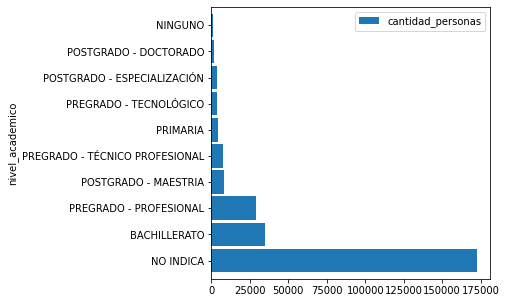 cantidad_personas
nivel_academico
NINGUNO
POSTGRADO - DOCTORADO
POSTGRADO - ESPECIALIZACIÓN
PREGRADO - TECNOLÓGICO
PRIMARIA
PREGRADO - TÉCNICO PROFESIONAL
POSTGRADO - MAESTRIA
PREGRADO - PROFESIONAL
BACHILLERATO
NO INDICA
0 25000 50000 75000 100000 125000 150000 175000